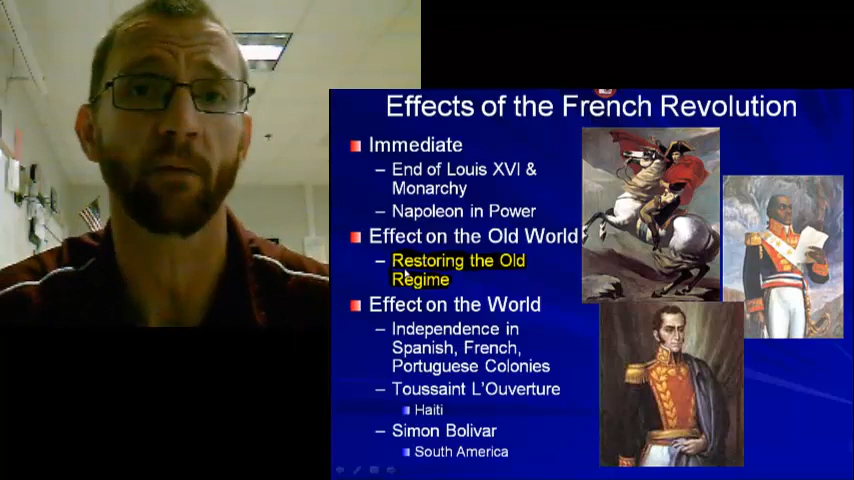 Effects of the French Revolution
Immediate
– End of Louis XVI &
Monarchy
– Napoleon in Power
Effect on the Old World
– Restoring the Old
Regime
Effect on the World
– Independence in
Spanish, French,
Portuguese Colonies
– Toussaint L'Ouverture
Haiti
– Simon Bolivar
South America